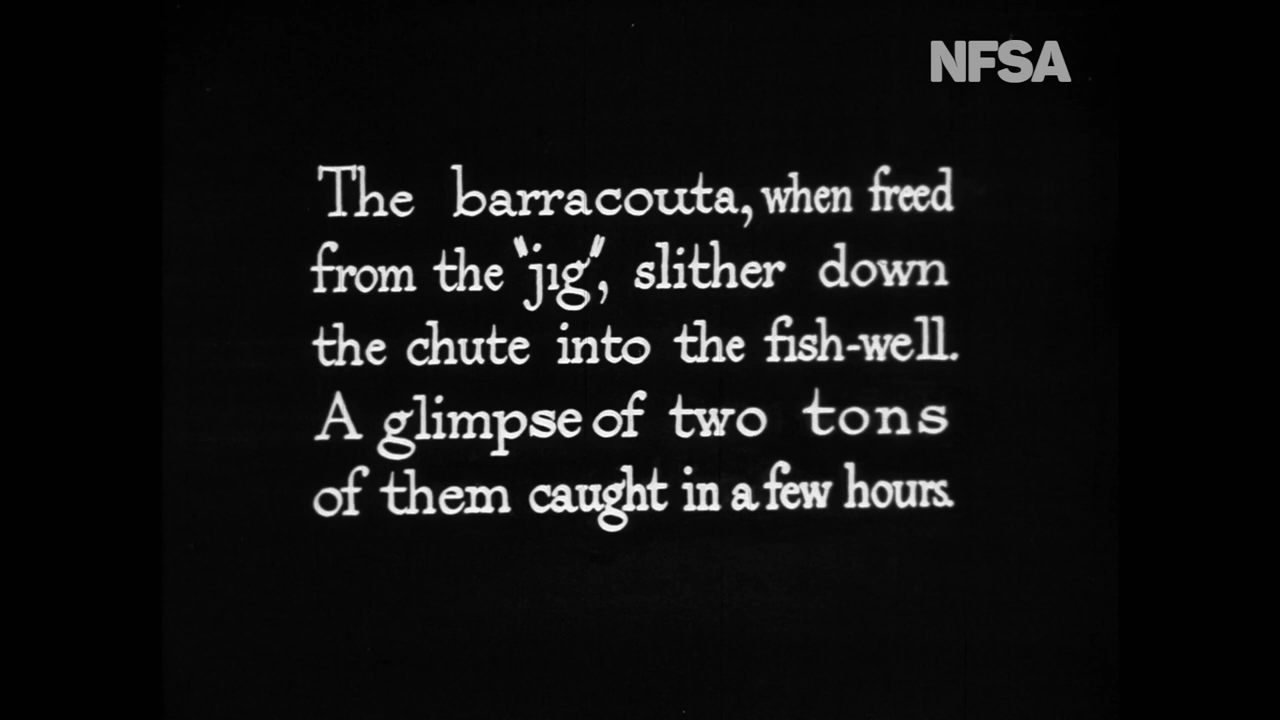 NFSA
The barracouta, when freed
from the "jig", slither down
the chute into the fish-well.
A glimpse of two tons
of them caught in a few hours.